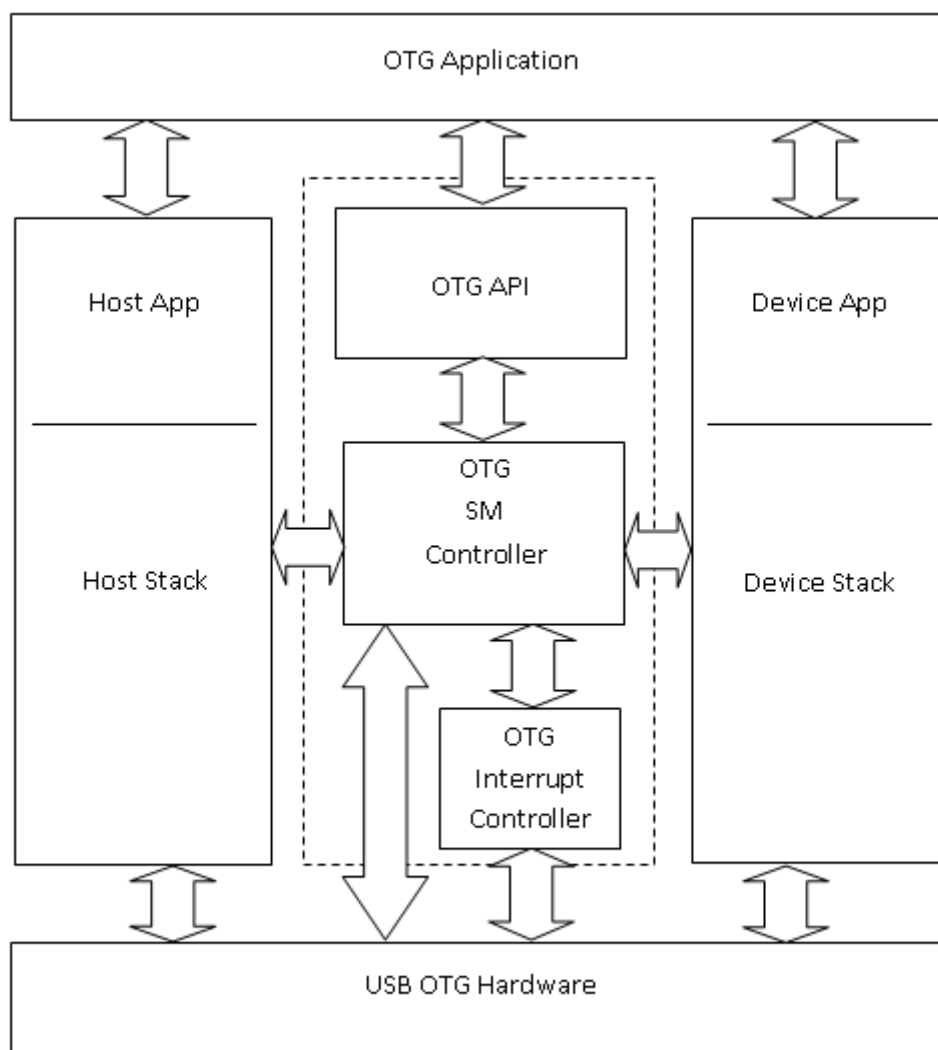 OTG Application
Host App
OTG API
Device App
OTG
SM
Controller
Host Stack
Device Stack
OTG
Interrupt
Controller
USB OTG Hardware